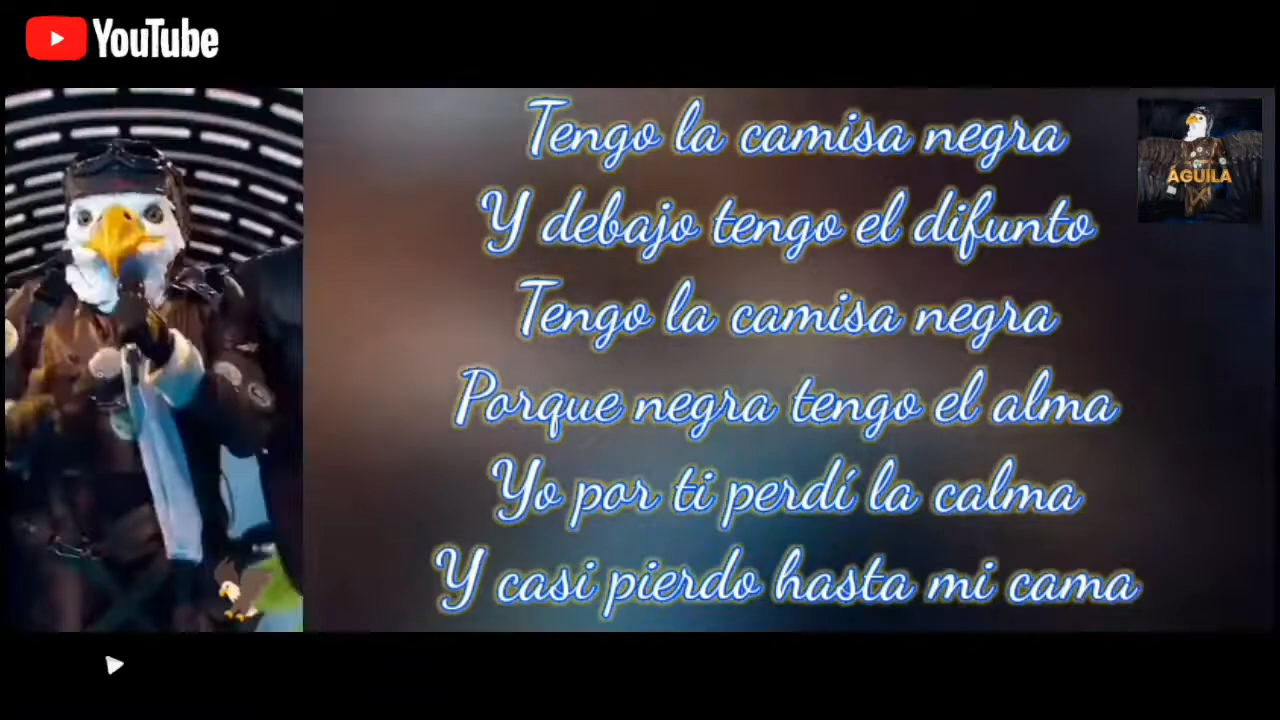 YouTube
Tengo la camisa negra
Y debajo tengo el difunto
Tengo la camisa negra
Porque negra tengo el alma
Yo por ti perdí la calma
Y casi pierdo hasta mi cama
ÁGUILA